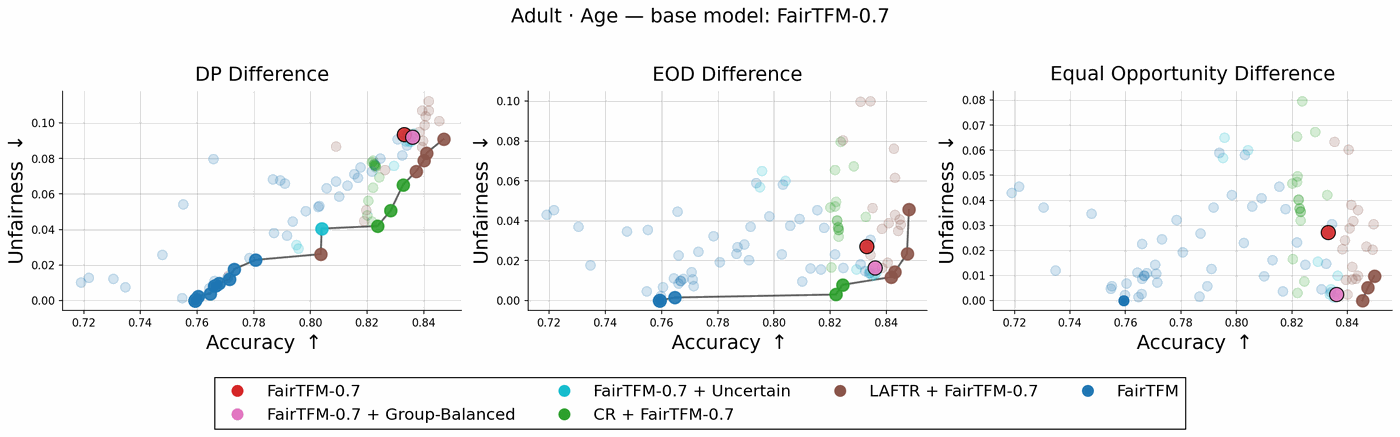 Adult · Age — base model: FairTFM-0.7
DP Difference
EOD Difference
Equal Opportunity Difference
Unfairness ↓
0.10
0.08
0.06
0.04
0.02
0.00
0.72 0.74 0.76 0.78 0.80 0.82 0.84
Accuracy ↑
Unfairness ↓
0.10
0.08
0.06
0.04
0.02
0.00
0.72 0.74 0.76 0.78 0.80 0.82 0.84
Accuracy ↑
Unfairness ↓
0.08
0.07
0.06
0.05
0.04
0.03
0.02
0.01
0.00
0.72 0.74 0.76 0.78 0.80 0.82 0.84
Accuracy ↑
FairTFM-0.7
FairTFM-0.7 + Group-Balanced
FairTFM-0.7 + Uncertain
CR + FairTFM-0.7
LAFTR + FairTFM-0.7
FairTFM